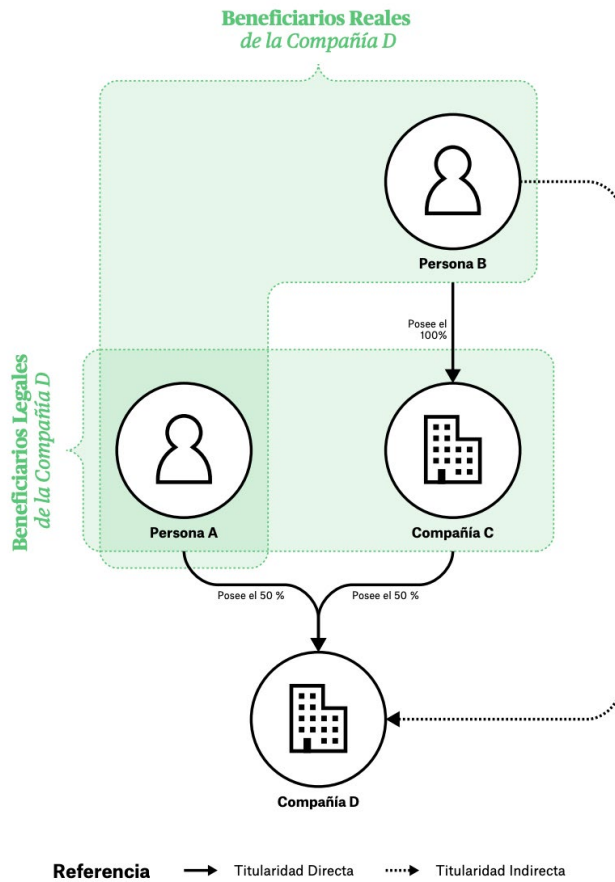 Beneficiarios Reales
de la Compañía D
Persona B
Posee el
100%
Beneficiarios Legales
de la Compañía D
Persona A
Compañía C
Posee el 50 %
Posee el 50 %
Compañía D
Referencia
Titularidad Directa
Titularidad Indirecta